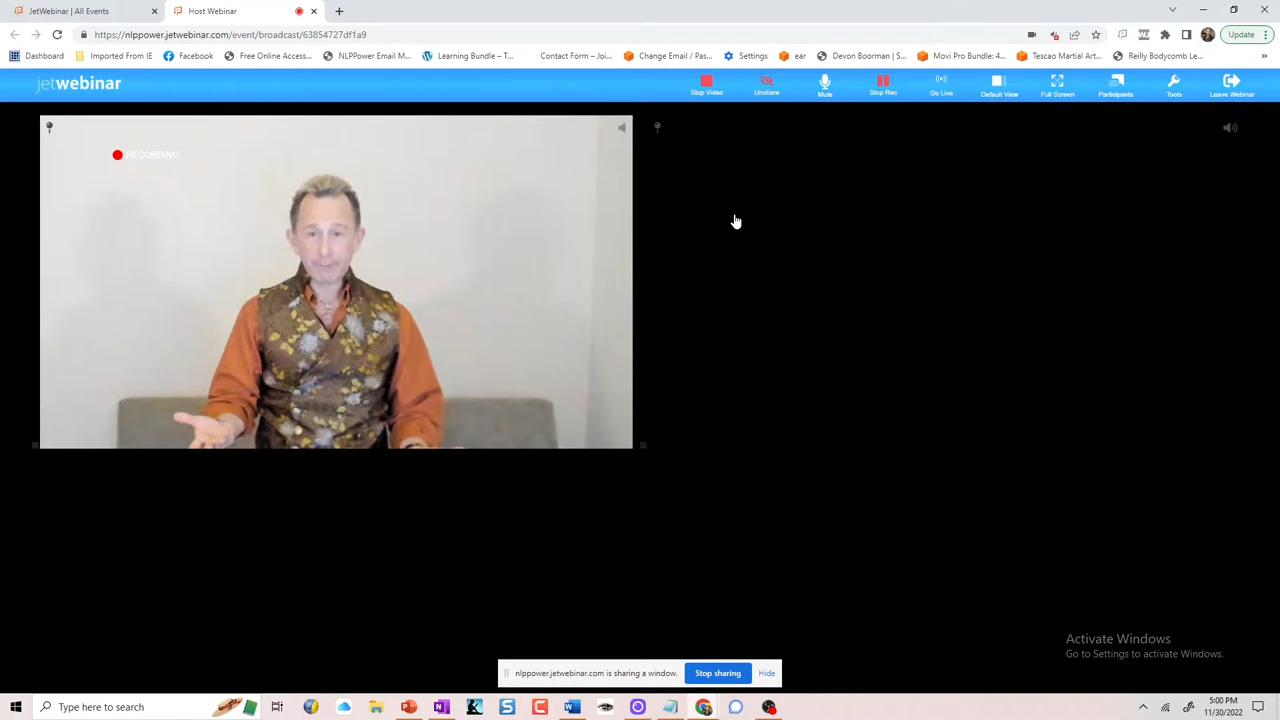 JetWebinar | All Events
Host Webinar
https://nlppower.jetwebinar.com/event/broadcast/63854727df1a9
Update
Dashboard
Imported From IE
Facebook
Free Online Access...
NLPPower Email M...
Learning Bundle – T...
Contact Form – Joi...
Change Email / Pas...
Settings
ear
Devon Boorman | S...
Movi Pro Bundle: 4...
Tescao Martial Art...
Reilly Bodycomb Le...
jetwebinar
Stop Video
Unshare
Mute
Stop Rec
Go Live
Default View
Full Screen
Participants
Tools
Leave Webinar
RECORDING
Activate Windows
Go to Settings to activate Windows.
nlppower.jetwebinar.com is sharing a window.
Stop sharing
Hide
Type here to search
5:00 PM
11/30/2022